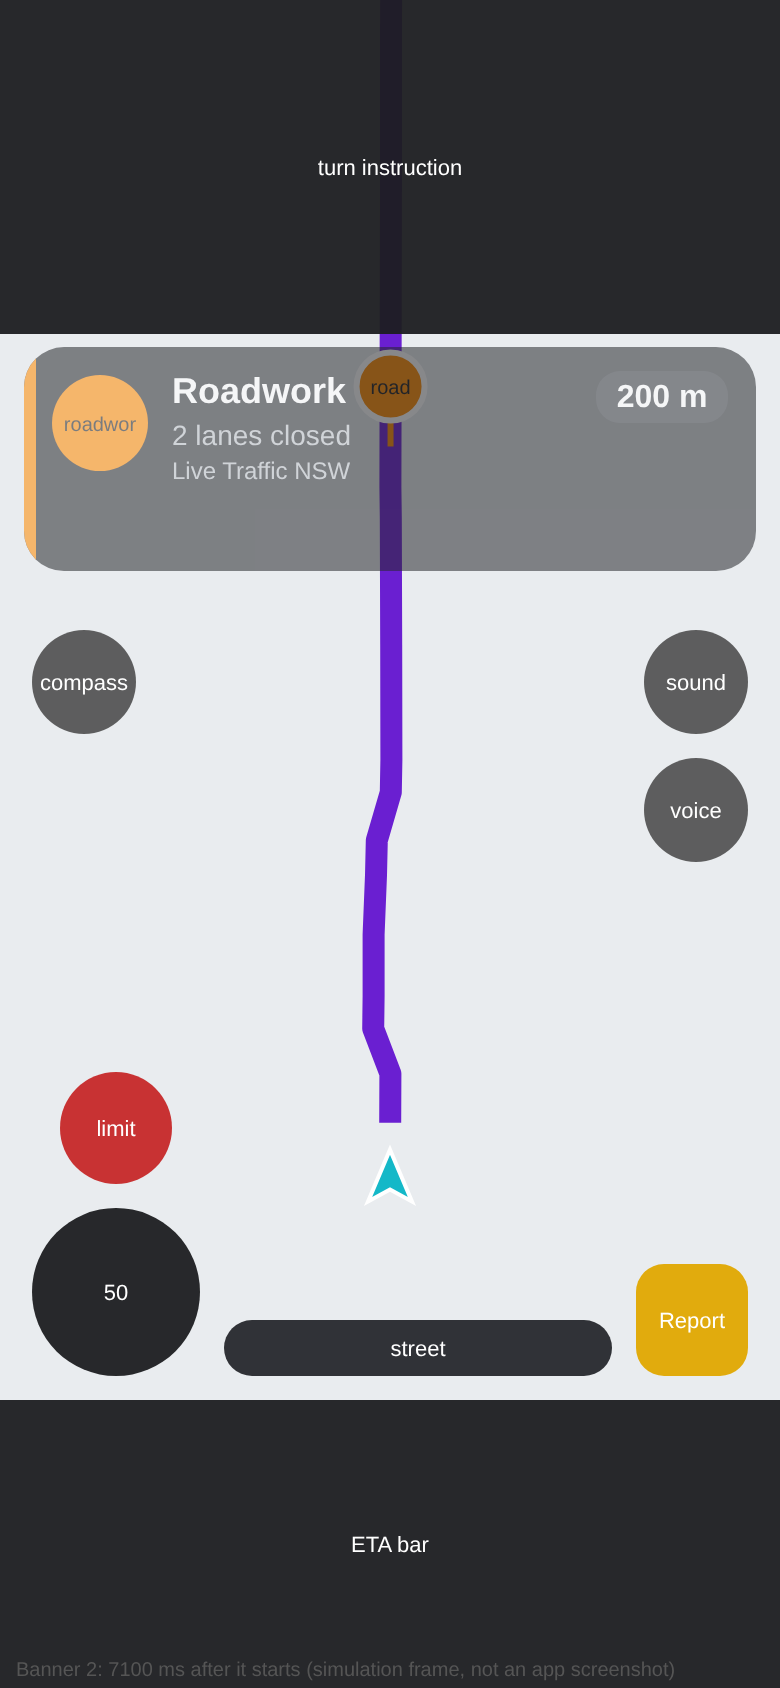 turn instruction
Roadwork
road
200 m
roadwor
2 lanes closed
Live Traffic NSW
compass
sound
voice
limit
50
street
Report
ETA bar
Banner 2: 7100 ms after it starts (simulation frame, not an app screenshot)